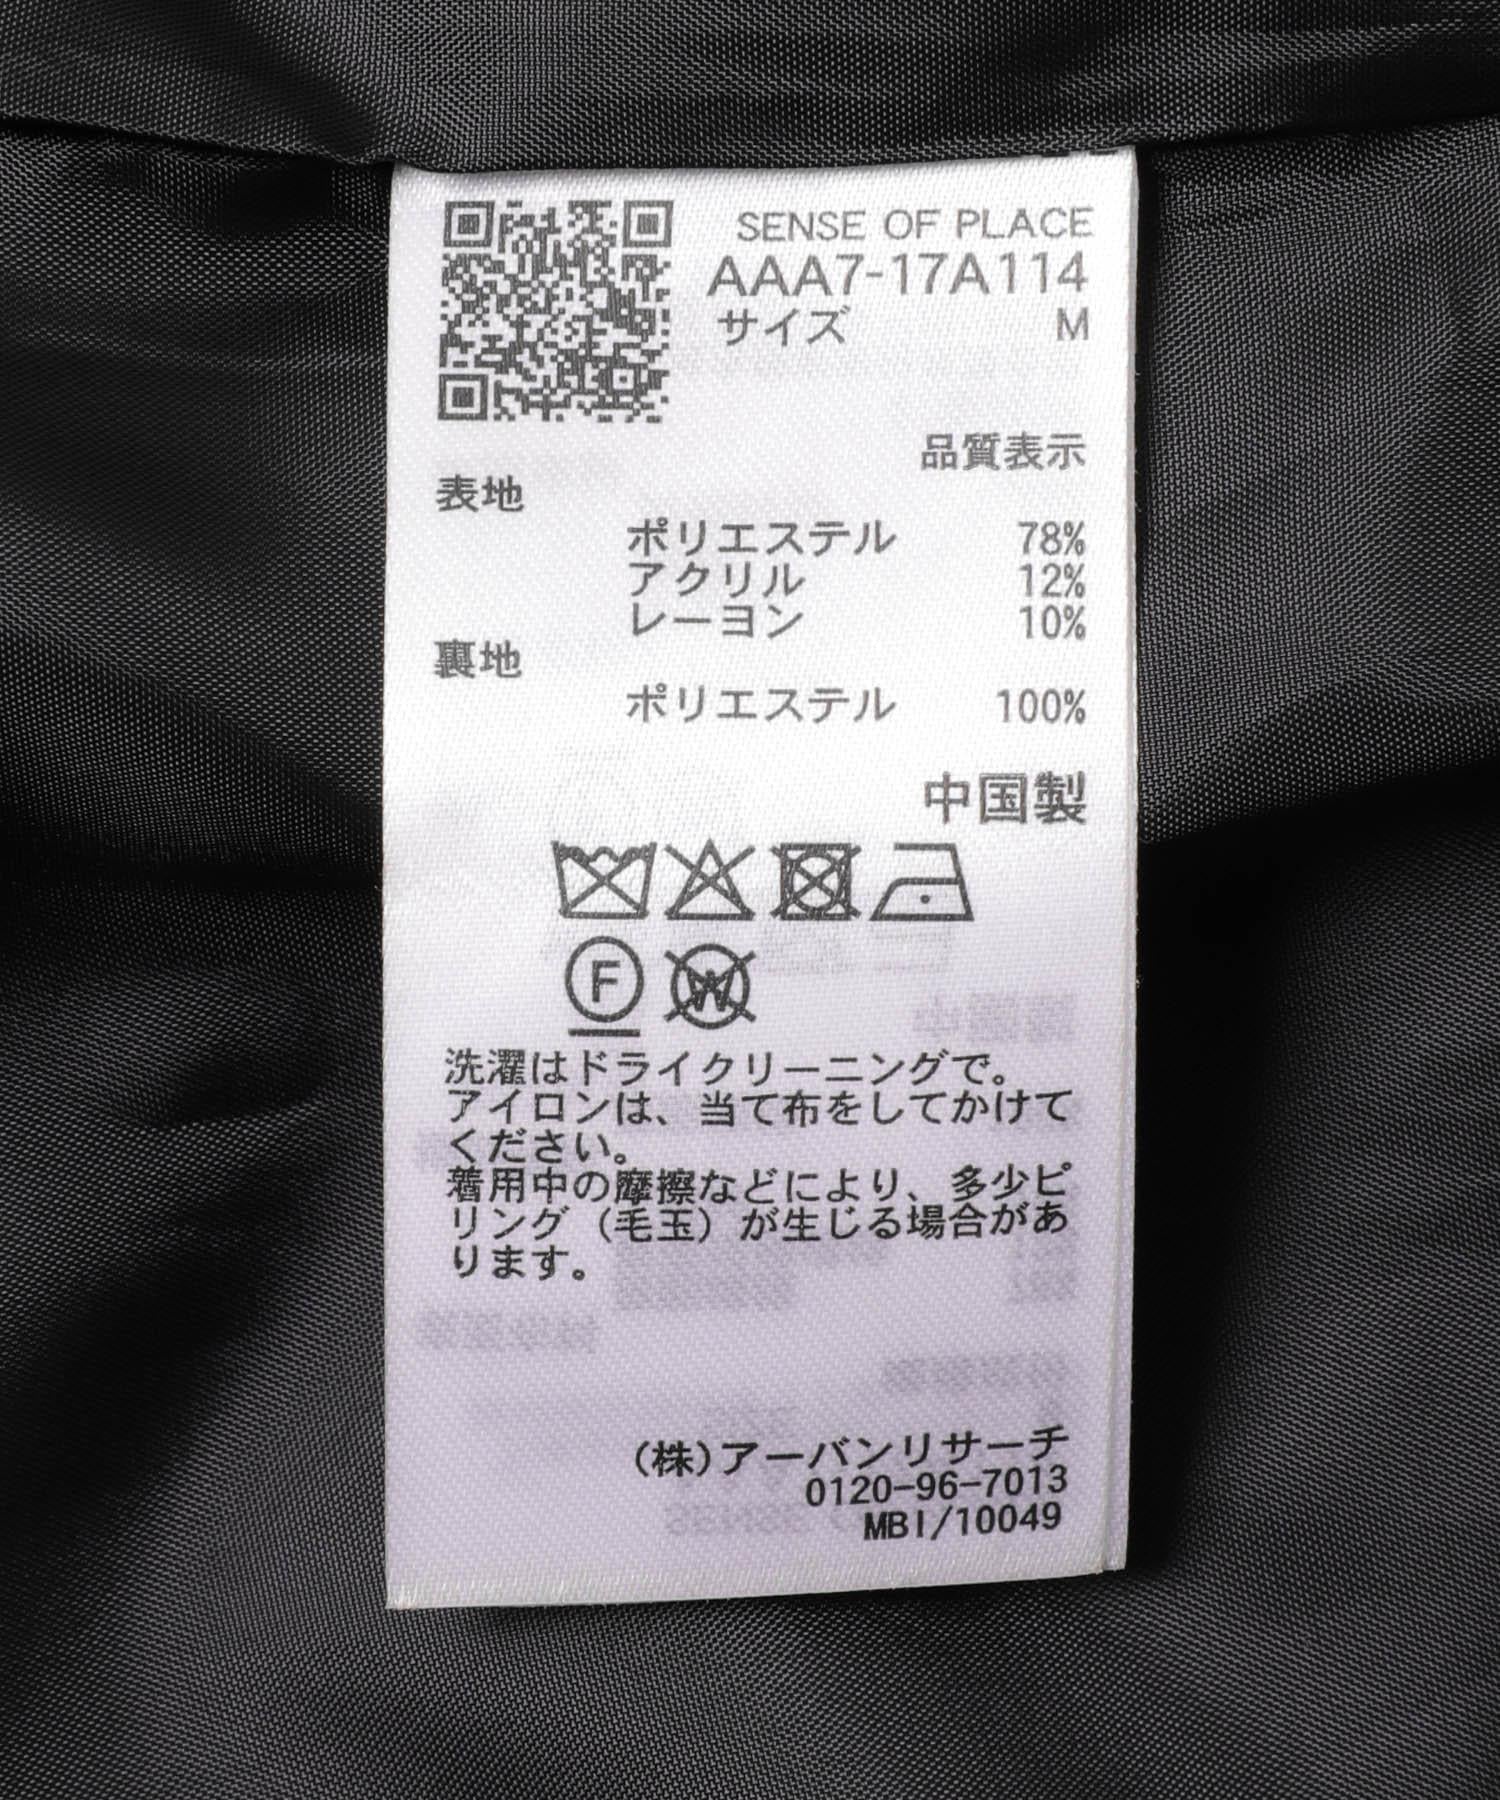 SENSE OF PLACE
AAA7-17A114
サイズ M
品質表示
表地
ポリエステル 78%
アクリル 12%
レーヨン 10%
裏地
ポリエステル 100%
中国製
F W
洗濯はドライクリーニングで。
アイロンは、当て布をしてかけて
ください。
着用中の摩擦などにより、多少ピ
リング（毛玉）が生じる場合があ
ります。
(株)アーバンリサーチ
0120-96-7013
MBI/10049